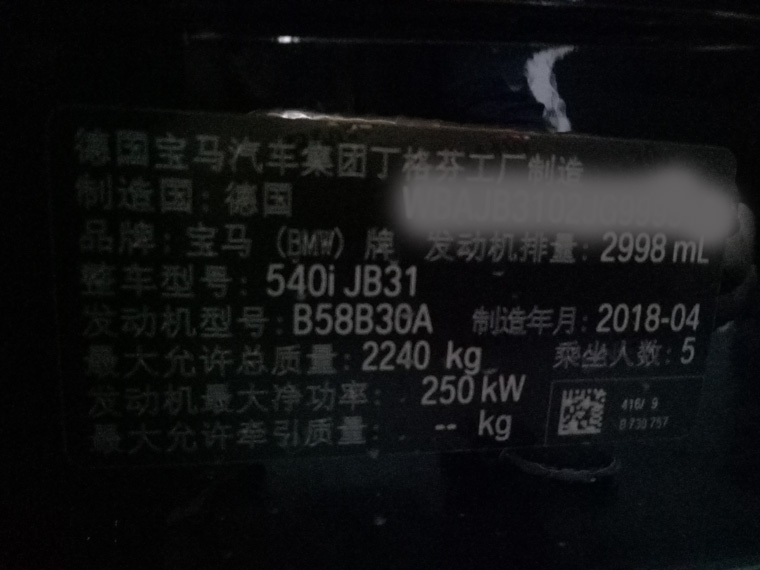 德国宝马汽车集团丁格芬工厂制造
制造国：德国
品牌：宝马（BMW）牌 发动机排量：2998 mL
整车型号：540i JB31
发动机型号：B58B30A 制造年月：2018-04
最大允许总质量：2240 kg 乘坐人数：5
发动机最大净功率：250 kW
最大允许牵引质量： -- kg
416/ 9
8 738 757